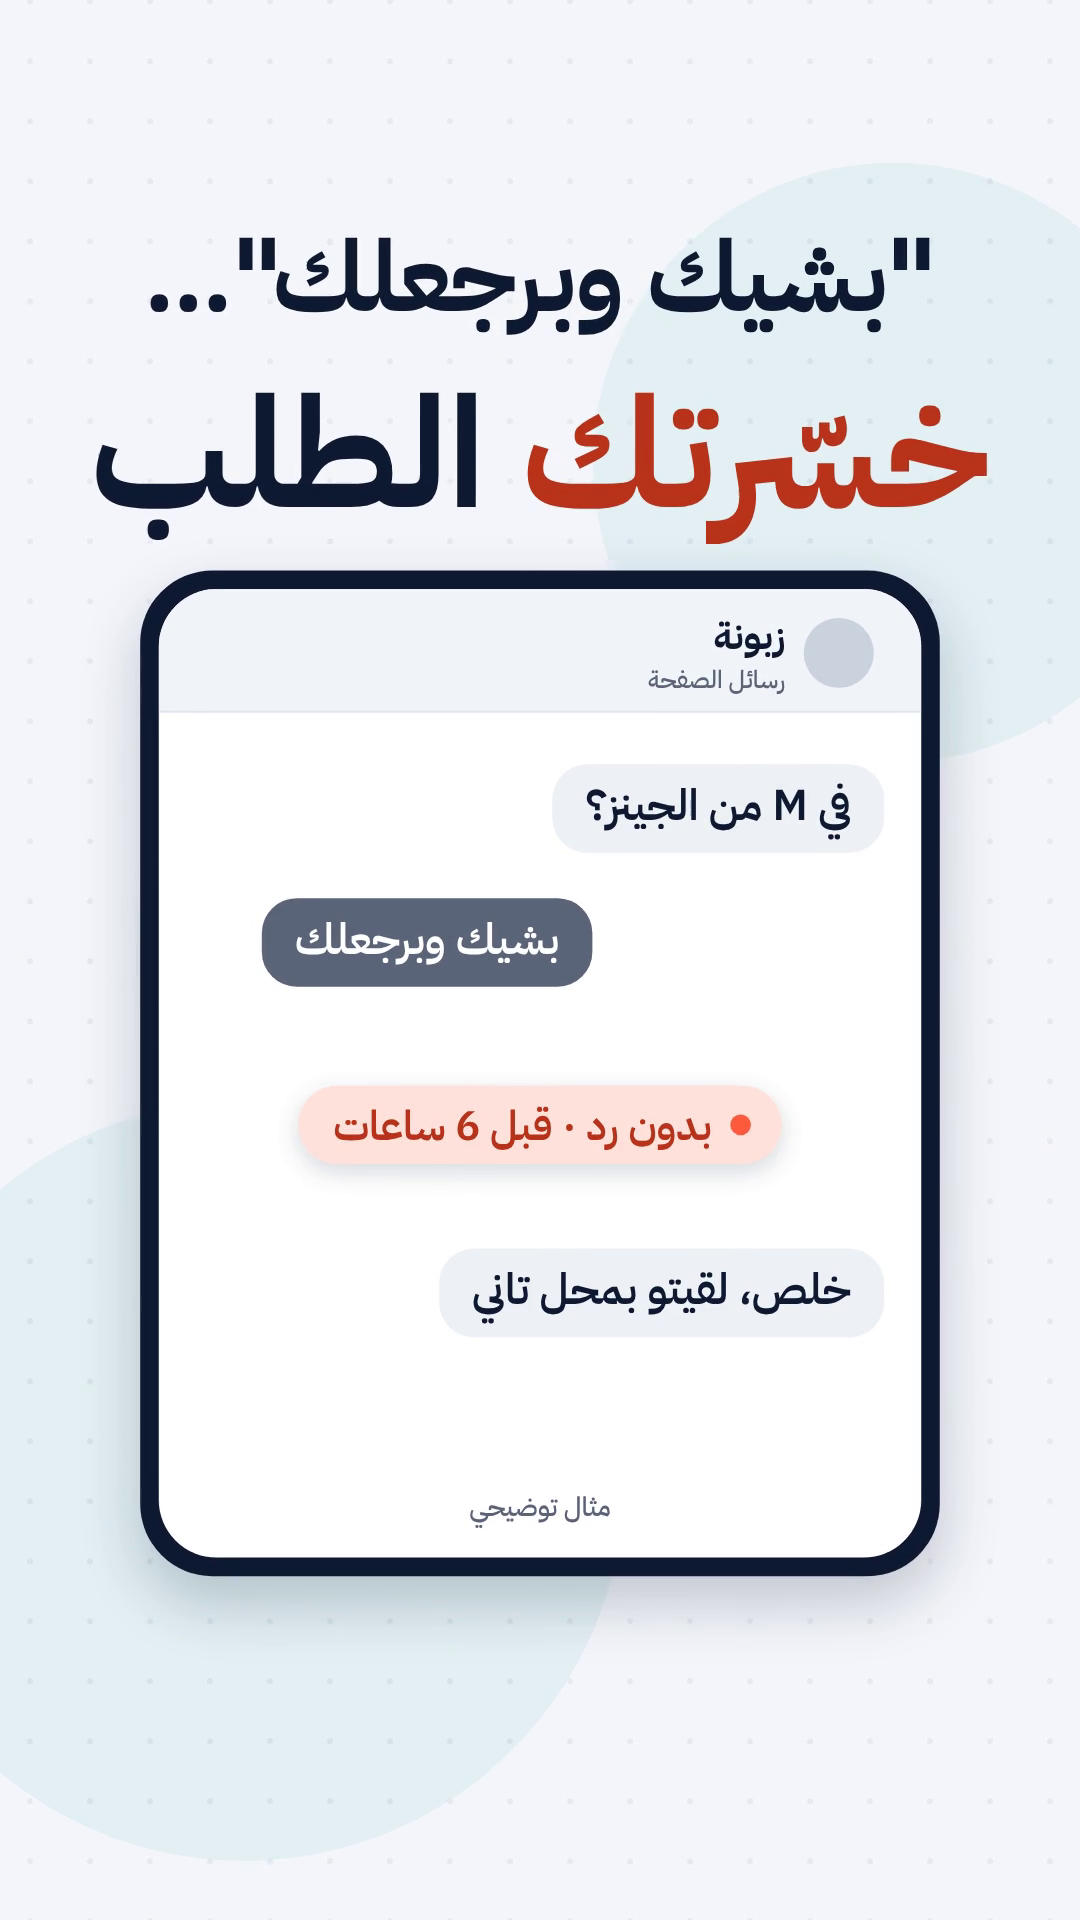 "بشيك وبرجعلك"...
خسّرتك الطلب
زبونة
رسائل الصفحة
في M من الجينز؟
بشيك وبرجعلك
بدون رد · قبل 6 ساعات
خلص، لقيتو بمحل تاني
مثال توضيحي